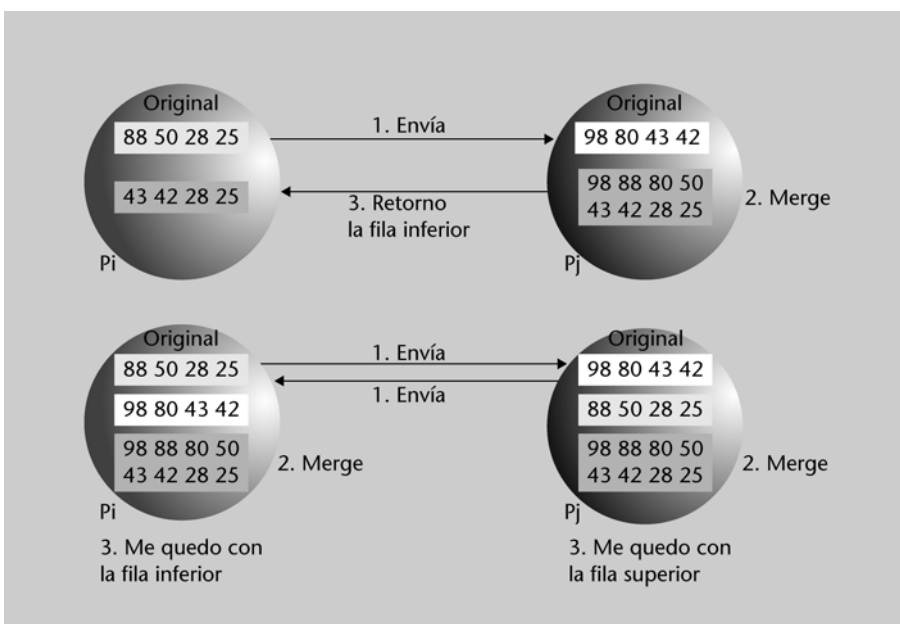 Original
88 50 28 25
43 42 28 25
Pi
1. Envía
3. Retorno
la fila inferior
Original
98 80 43 42
98 88 80 50
43 42 28 25
2. Merge
Pj
Original
88 50 28 25
98 80 43 42
98 88 80 50
43 42 28 25
2. Merge
Pi
3. Me quedo con
la fila inferior
1. Envía
1. Envía
Original
98 80 43 42
88 50 28 25
98 88 80 50
43 42 28 25
2. Merge
Pj
3. Me quedo con
la fila superior